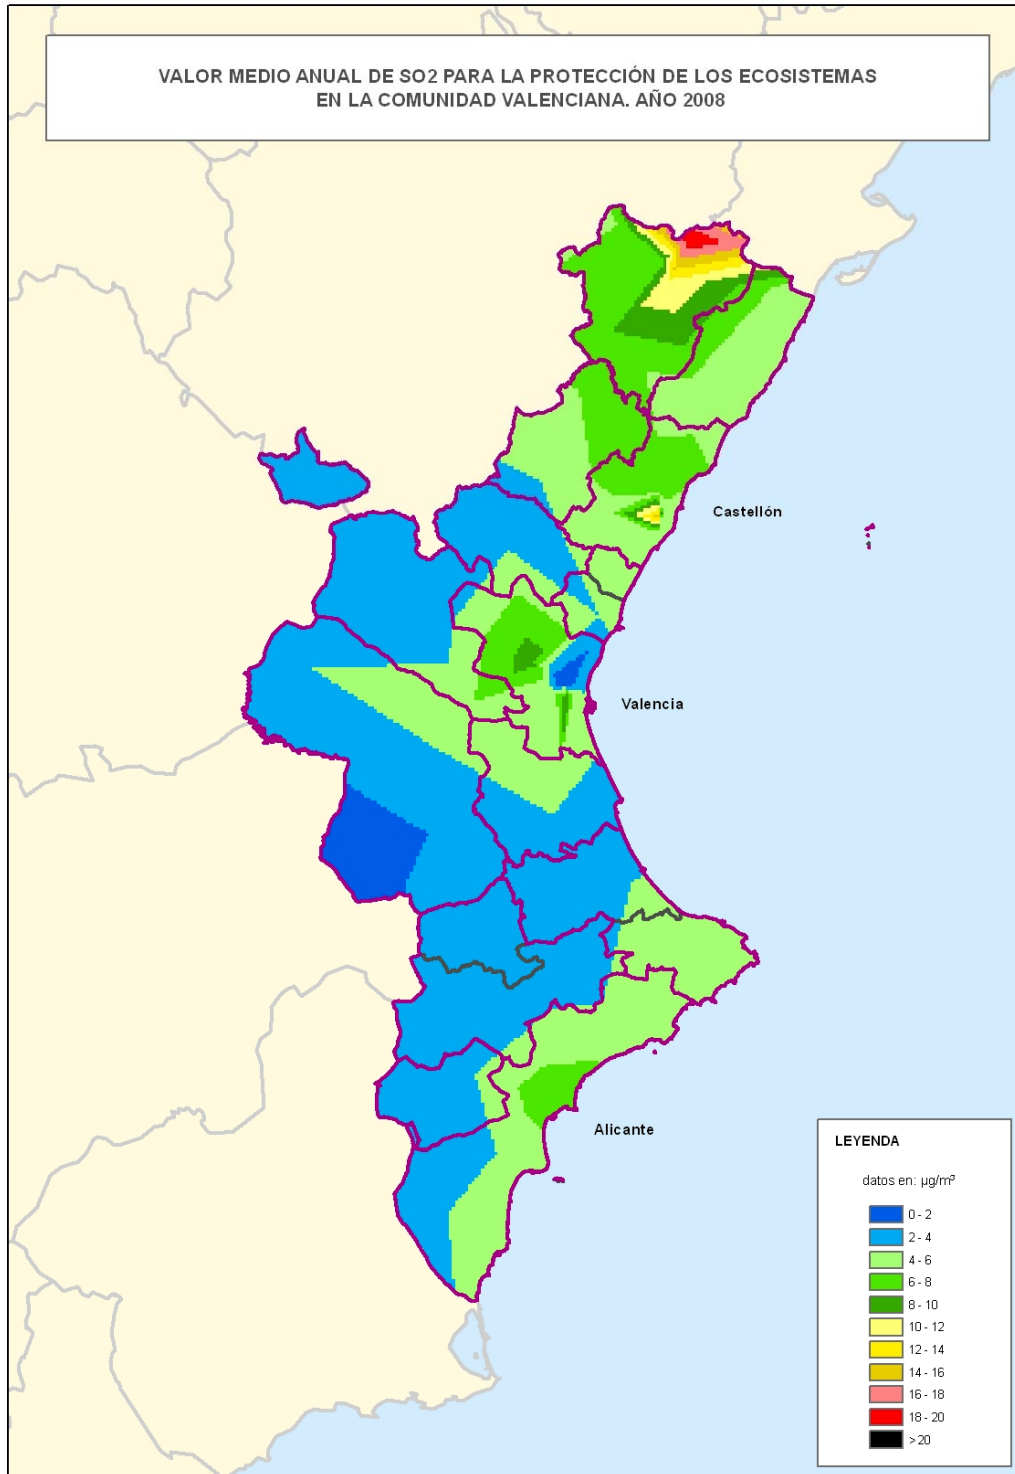 VALOR MEDIO ANUAL DE SO2 PARA LA PROTECCIÓN DE LOS ECOSISTEMAS
EN LA COMUNIDAD VALENCIANA. AÑO 2008
Castellón
Valencia
Alicante
LEYENDA
datos en: µg/m³
0 - 2
2 - 4
4 - 6
6 - 8
8 - 10
10 - 12
12 - 14
14 - 16
16 - 18
18 - 20
>20